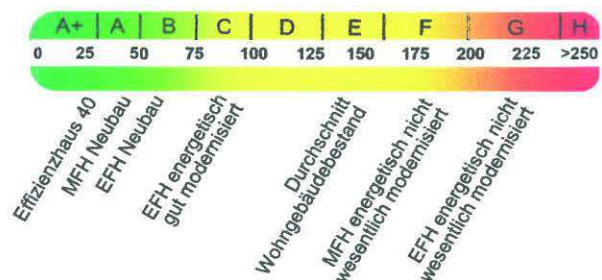 A+ A B C D E F G H
0 25 50 75 100 125 150 175 200 225 >250
Effizienzhaus 40
MFH Neubau
EFH Neubau
EFH energetisch
gut modernisiert
Durchschnitt
Wohngebäudebestand
MFH energetisch nicht
wesentlich modernisiert
EFH energetisch nicht
wesentlich modernisiert